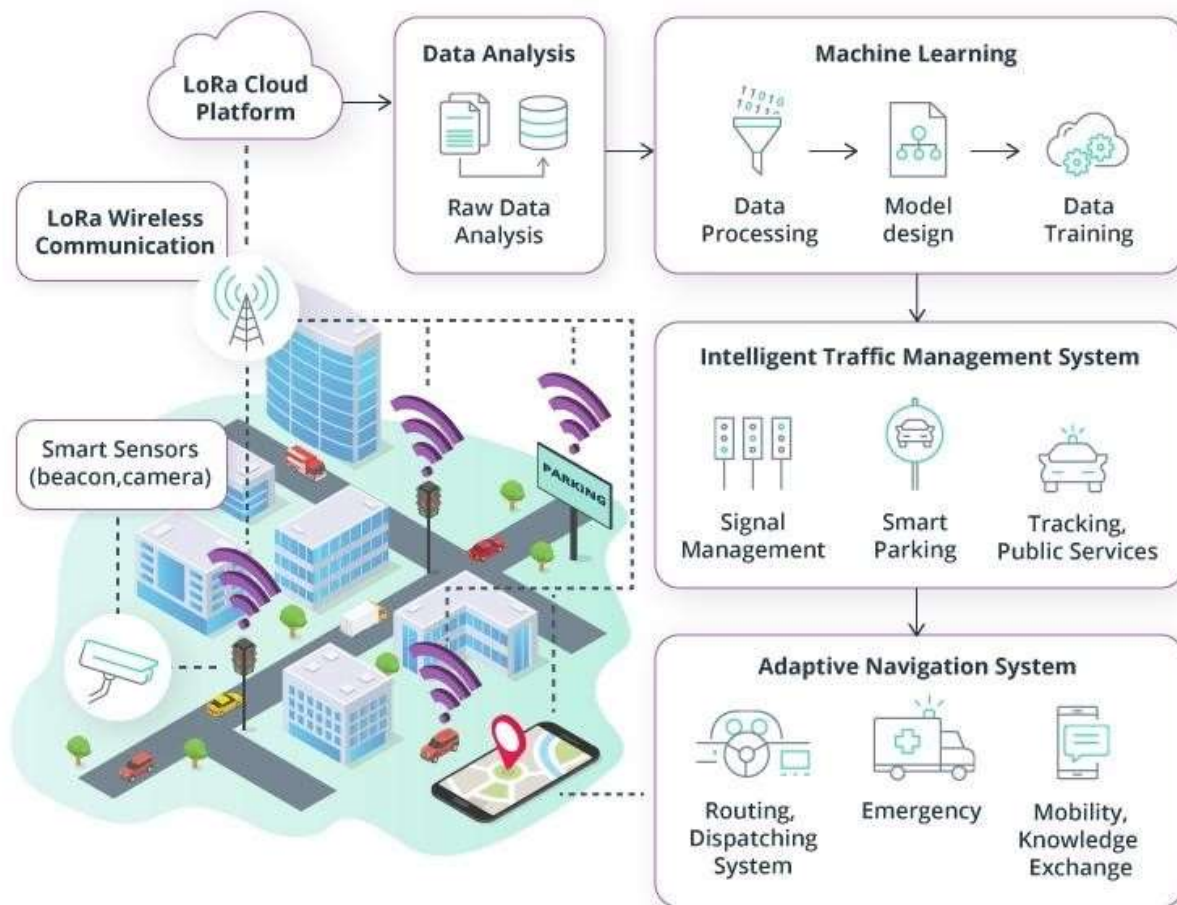 LoRa Cloud
Platform
Data Analysis
Raw Data
Analysis
Machine Learning
11010
10110
Data
Processing
Model
design
Data
Training
LoRa Wireless
Communication
Smart Sensors
(beacon,camera)
PARKING
Intelligent Traffic Management System
Signal
Management
Smart
Parking
Tracking,
Public Services
Adaptive Navigation System
Routing,
Dispatching
System
Emergency
Mobility,
Knowledge
Exchange